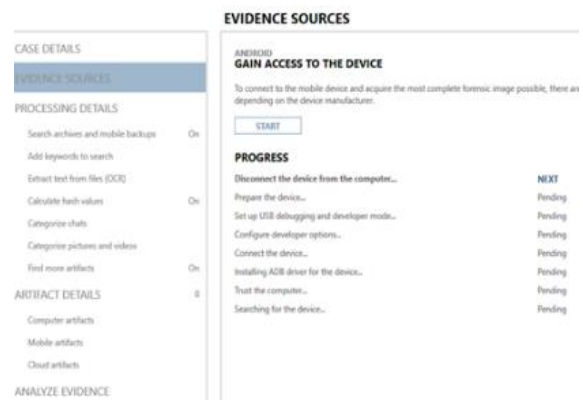 EVIDENCE SOURCES
CASE DETAILS
EVIDENCE SOURCES
PROCESSING DETAILS
Search archives and mobile backups On
Add keywords to search
Extract text from files (OCR)
Calculate hash values On
Categorize chats
Categorize pictures and videos
Find more artifacts On
ARTIFACT DETAILS 0
Computer artifacts
Mobile artifacts
Cloud artifacts
ANALYZE EVIDENCE
ANDROID
GAIN ACCESS TO THE DEVICE
To connect to the mobile device and acquire the most complete forensic image possible, there are
depending on the device manufacturer.
START
PROGRESS
Disconnect the device from the computer... NEXT
Prepare the device... Pending
Set up USB debugging and developer mode... Pending
Configure developer options... Pending
Connect the device... Pending
Installing ADB driver for the device... Pending
Trust the computer... Pending
Searching for the device... Pending